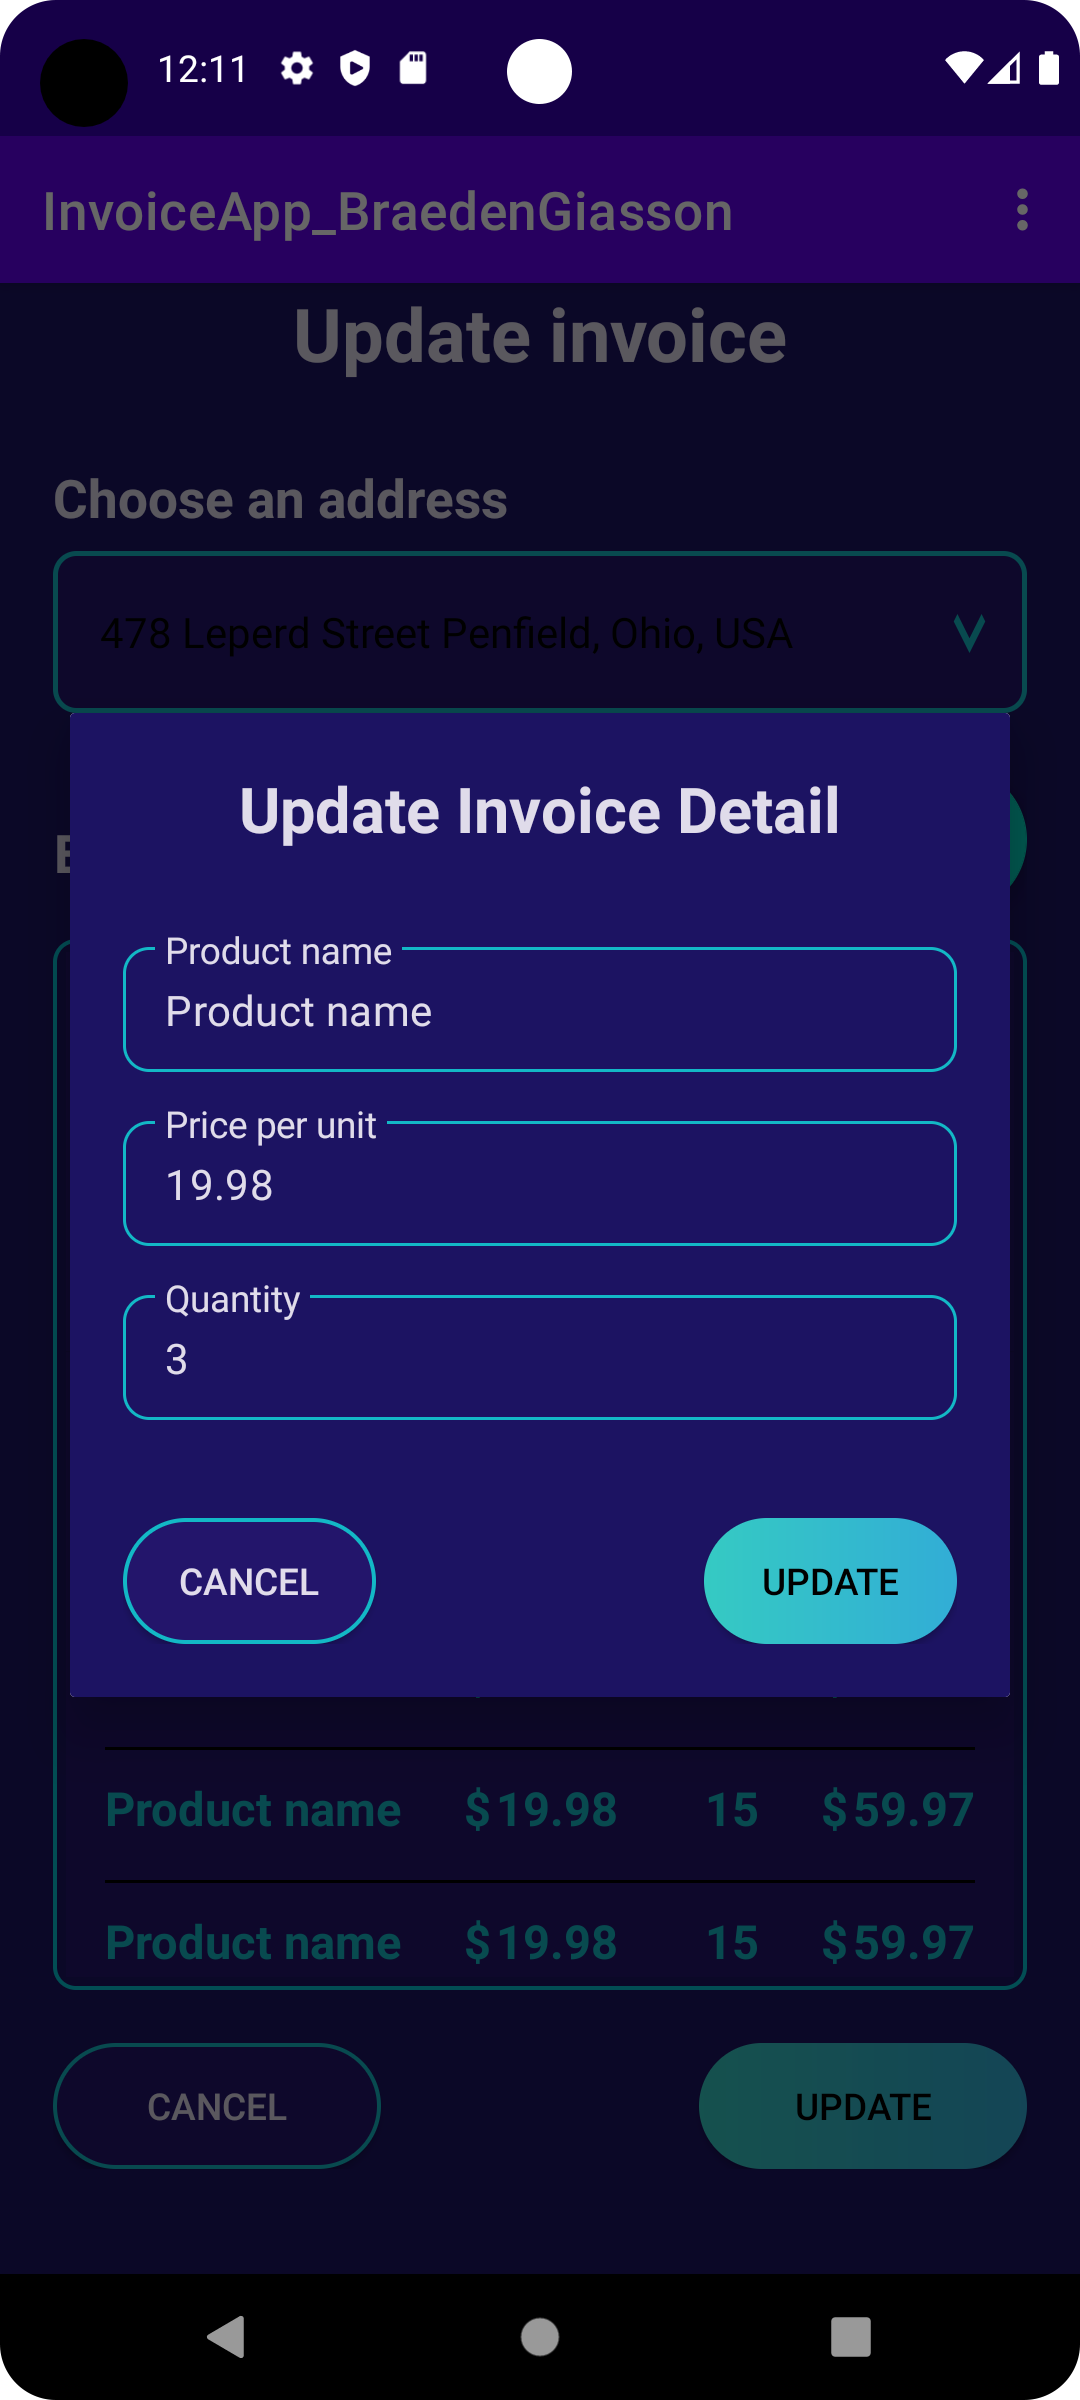 12:11
InvoiceApp_BraedenGiasson
Update invoice
Choose an address
478 Leperd Street Penfield, Ohio, USA
Update Invoice Detail
Product name
Product name
Price per unit
19.98
Quantity
3
CANCEL UPDATE
Product name $19.98 15 $59.97
Product name $19.98 15 $59.97
CANCEL UPDATE